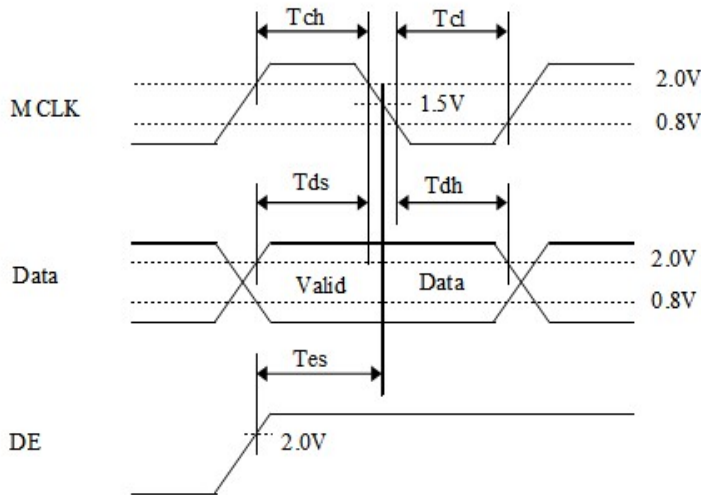 Tch
Tcl
MCLK
2.0V
1.5V
0.8V
Tds
Tdh
Data
2.0V
Valid
Data
0.8V
Tes
DE
2.0V